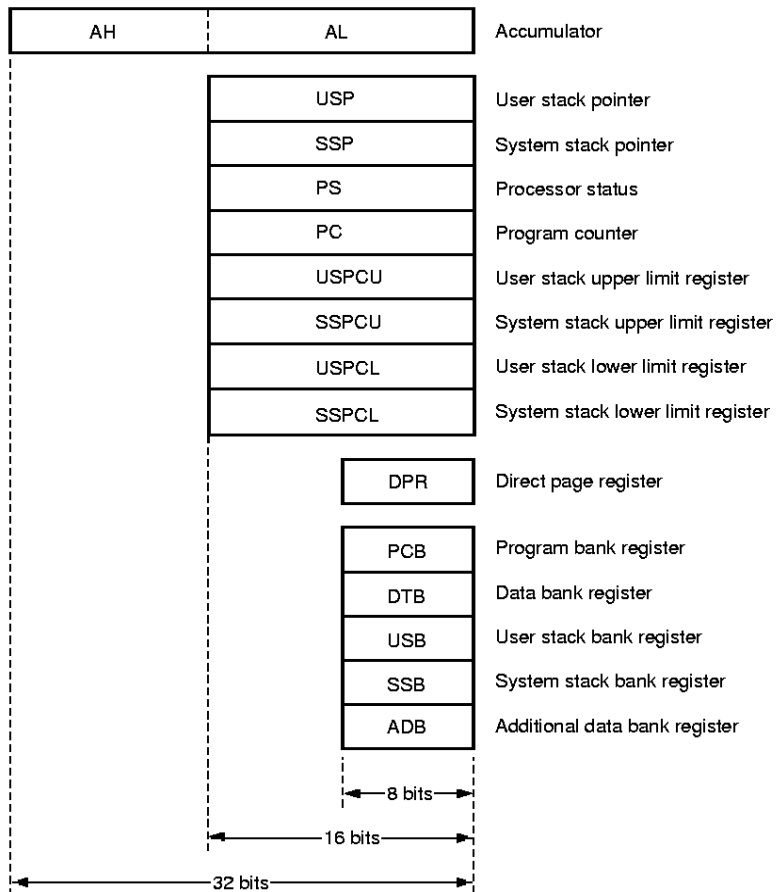 AH AL Accumulator
USP User stack pointer
SSP System stack pointer
PS Processor status
PC Program counter
USPCU User stack upper limit register
SSPCU System stack upper limit register
USPCL User stack lower limit register
SSPCL System stack lower limit register
DPR Direct page register
PCB Program bank register
DTB Data bank register
USB User stack bank register
SSB System stack bank register
ADB Additional data bank register
8 bits
16 bits
32 bits